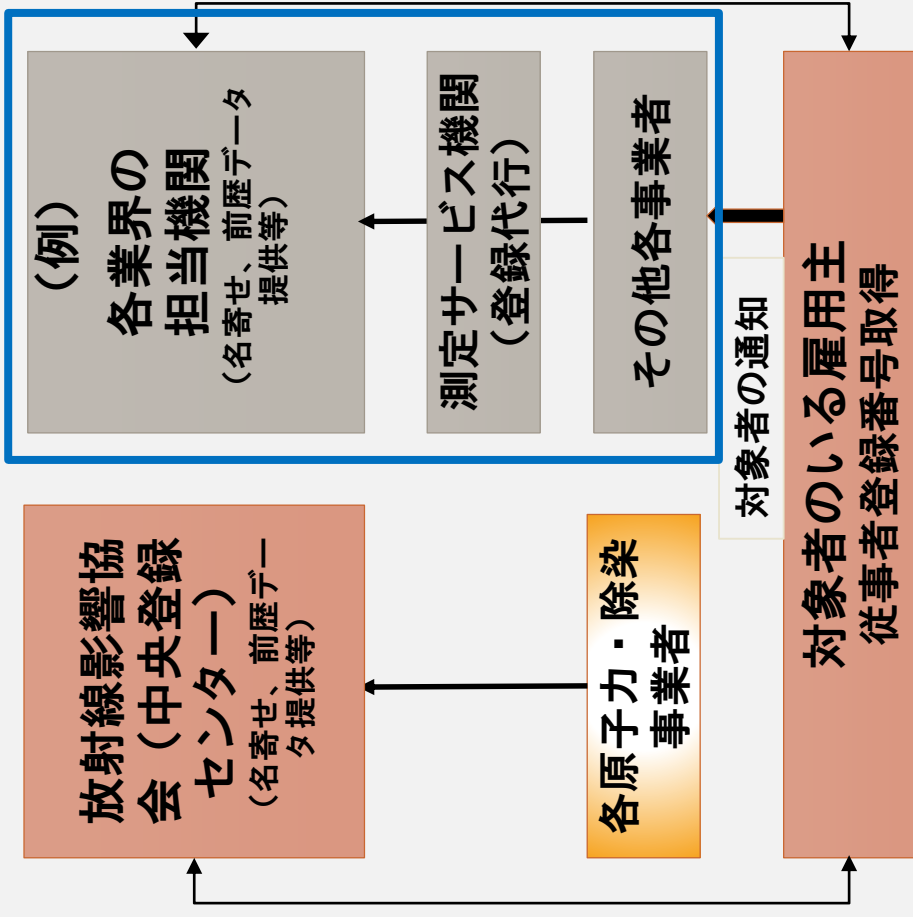 放射線影響協
会（中央登録
センター）
（名寄せ、前歴デー
タ提供等）
（例）
各業界の
担当機関
（名寄せ、前歴データ
提供等）
測定サービス機関
（登録代行）
各原子力・除染
事業者
その他各事業者
対象者の通知
対象者のいる雇用主
従事者登録番号取得